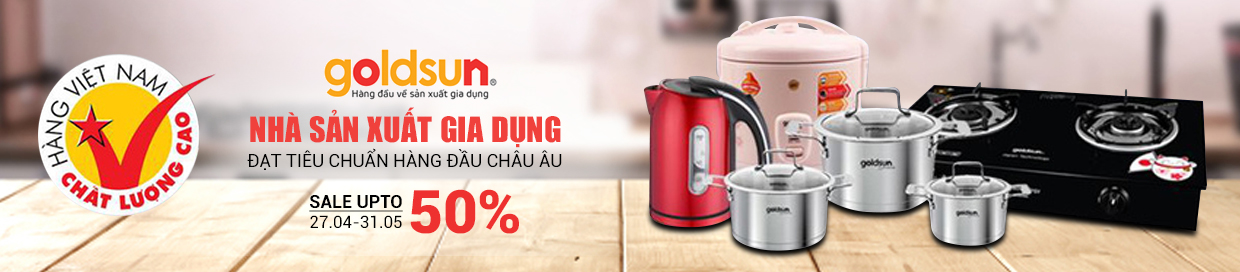 HÀNG VIỆT NAM
CHẤT LƯỢNG CAO
goldsun®
Hàng đầu về sản xuất gia dụng
NHÀ SẢN XUẤT GIA DỤNG
ĐẠT TIÊU CHUẨN HÀNG ĐẦU CHÂU ÂU
SALE UPTO
27.04-31.05
50%
goldsun
goldsun
goldsun
goldsun